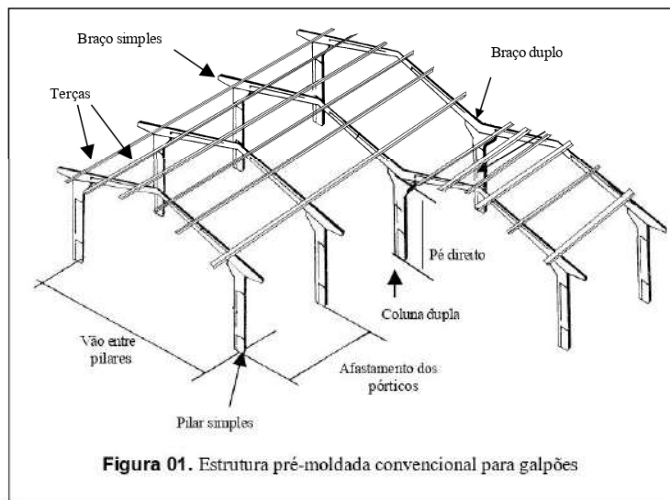 Braço simples
Braço duplo
Terças
Pé direito
Coluna dupla
Vão entre
pilares
Afastamento dos
pórticos
Pilar simples
Figura 01. Estrutura pré-moldada convencional para galpões